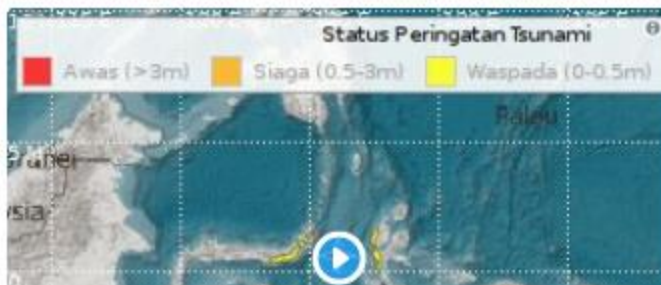 Status Peringatan Tsunami
Awas (>3m) Siaga (0.5-3m) Waspada (0-0.5m)
Palau